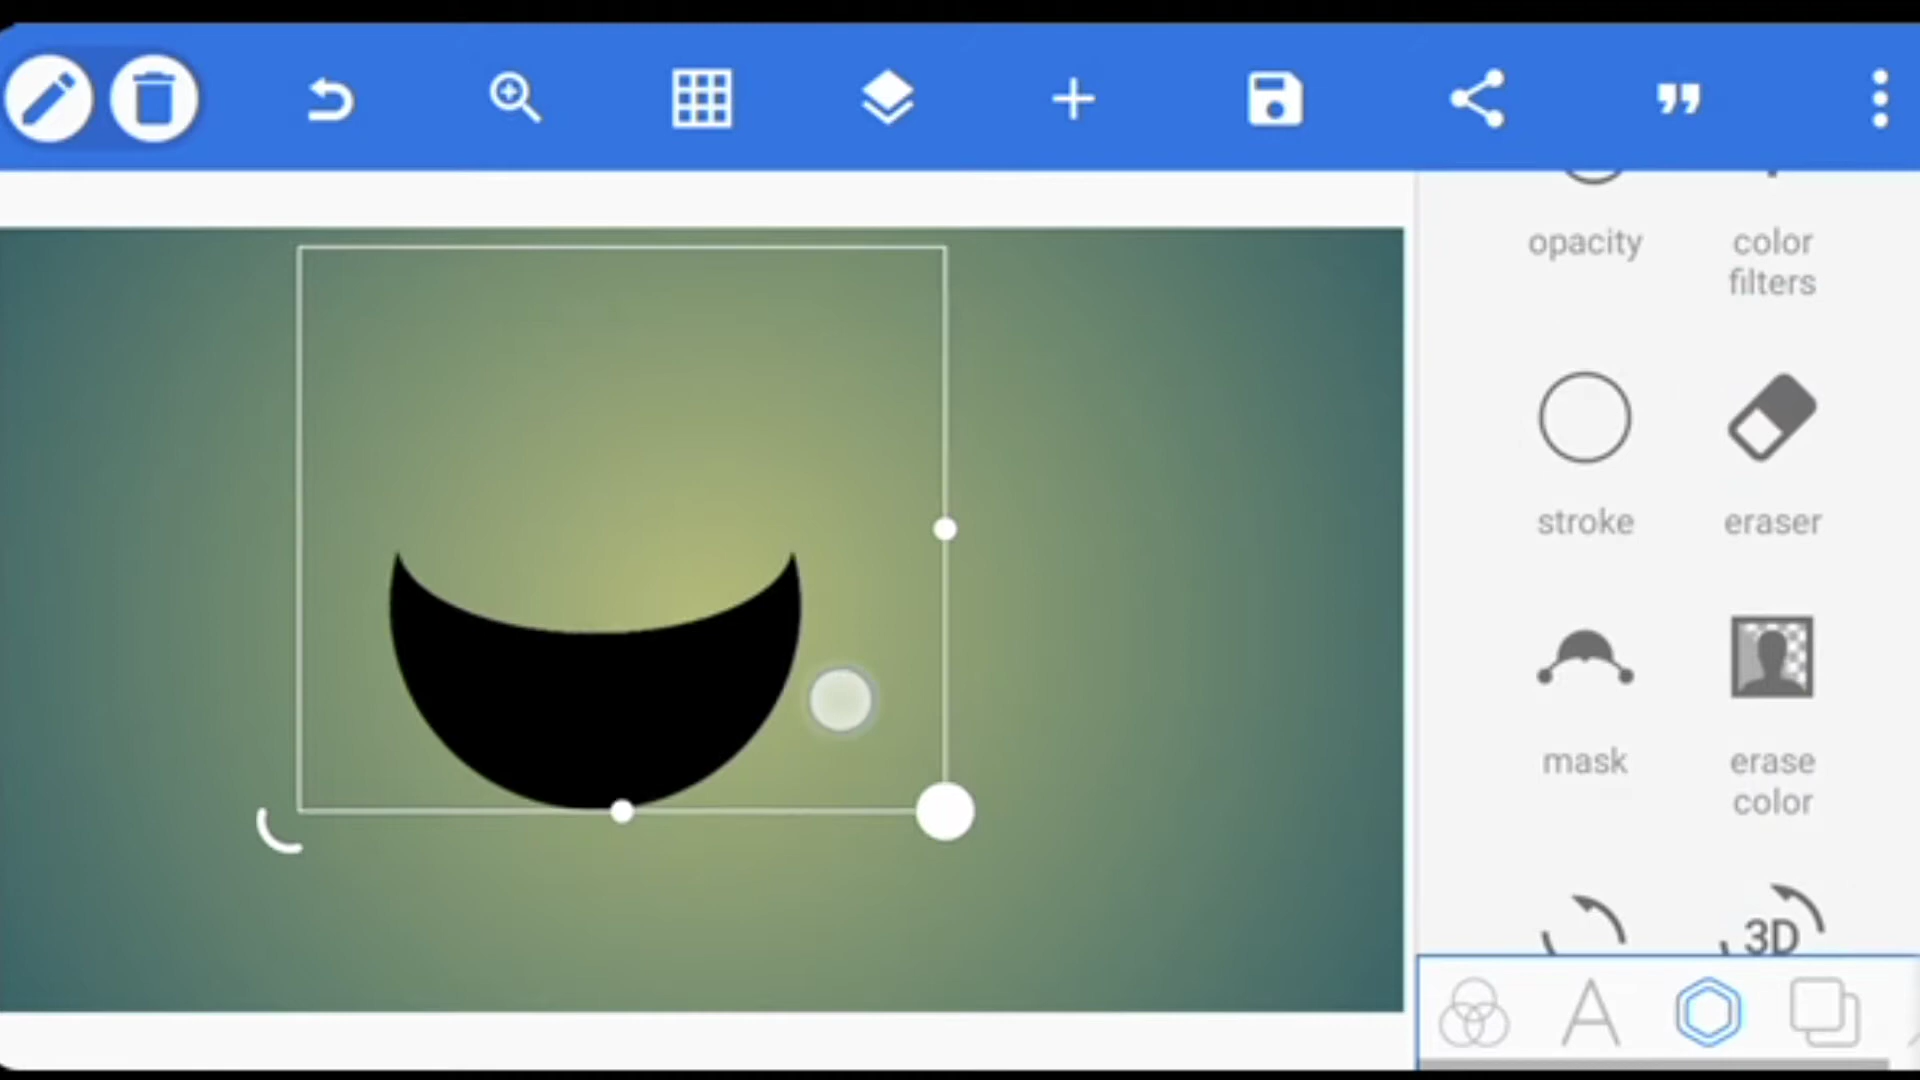 opacity
color
filters
stroke
eraser
mask
erase
color
3D
A